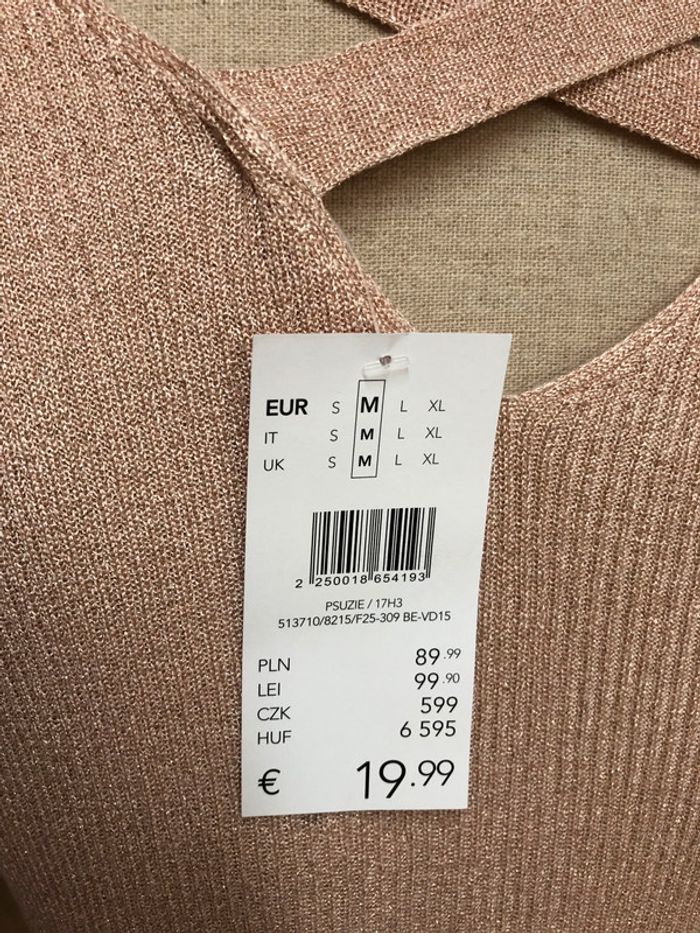 EUR S M L XL
IT S M L XL
UK S M L XL
2 250018 654193
PSUZIE / 17H3
513710/8215/F25-309 BE-VD15
PLN 89.99
LEI 99.90
CZK 599
HUF 6 595
€ 19.99